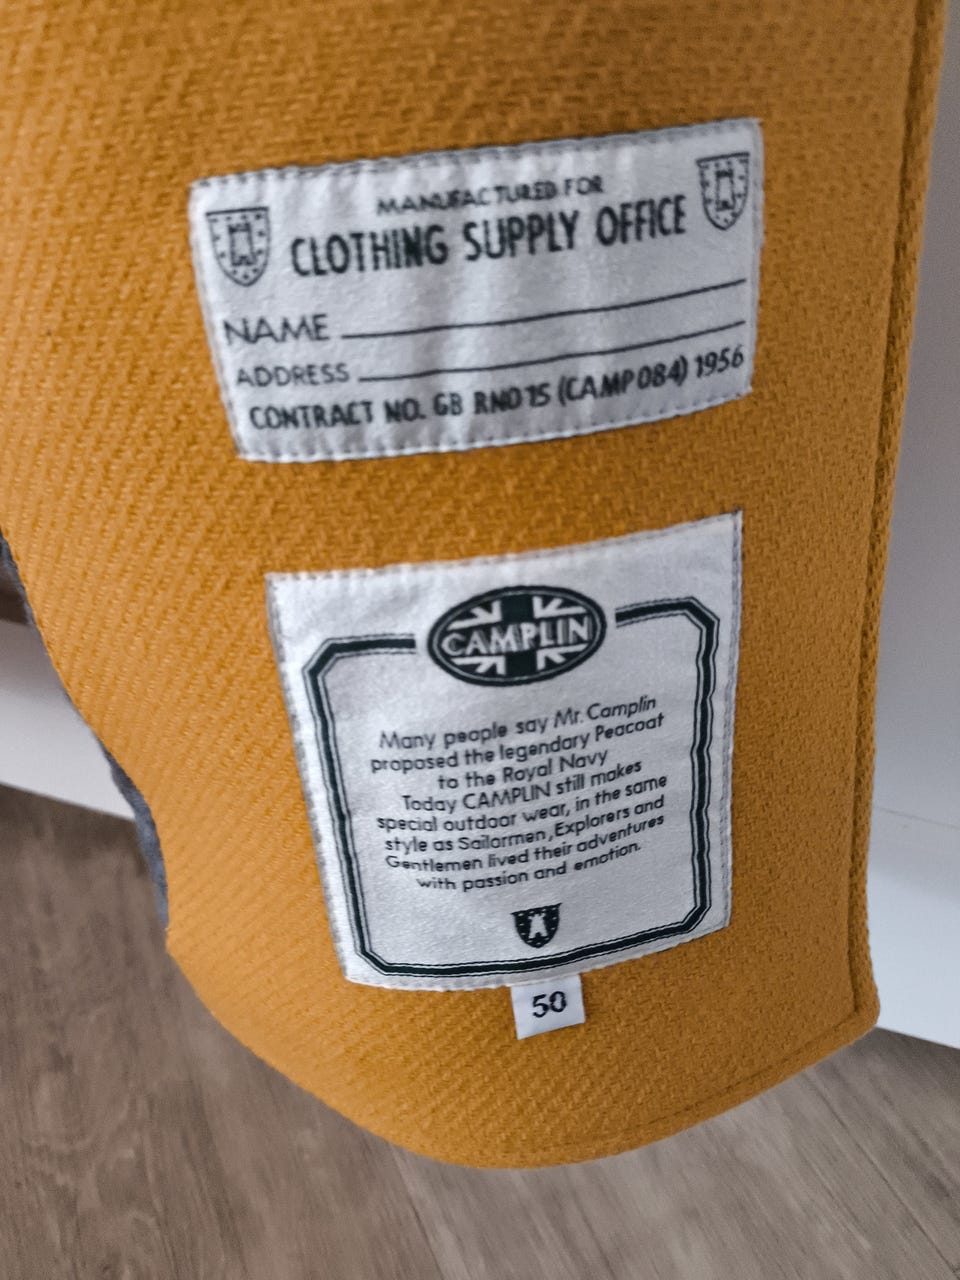 MANUFACTURED FOR
CLOTHING SUPPLY OFFICE
NAME
ADDRESS
CONTRACT NO. GB RN015 (CAMP084) 1956
CAMPLIN
Many people say Mr. Camplin
proposed the legendary Peacoat
to the Royal Navy
Today CAMPLIN still makes
special outdoor wear, in the same
style as Sailormen, Explorers and
Gentlemen lived their adventures
with passion and emotion.
50